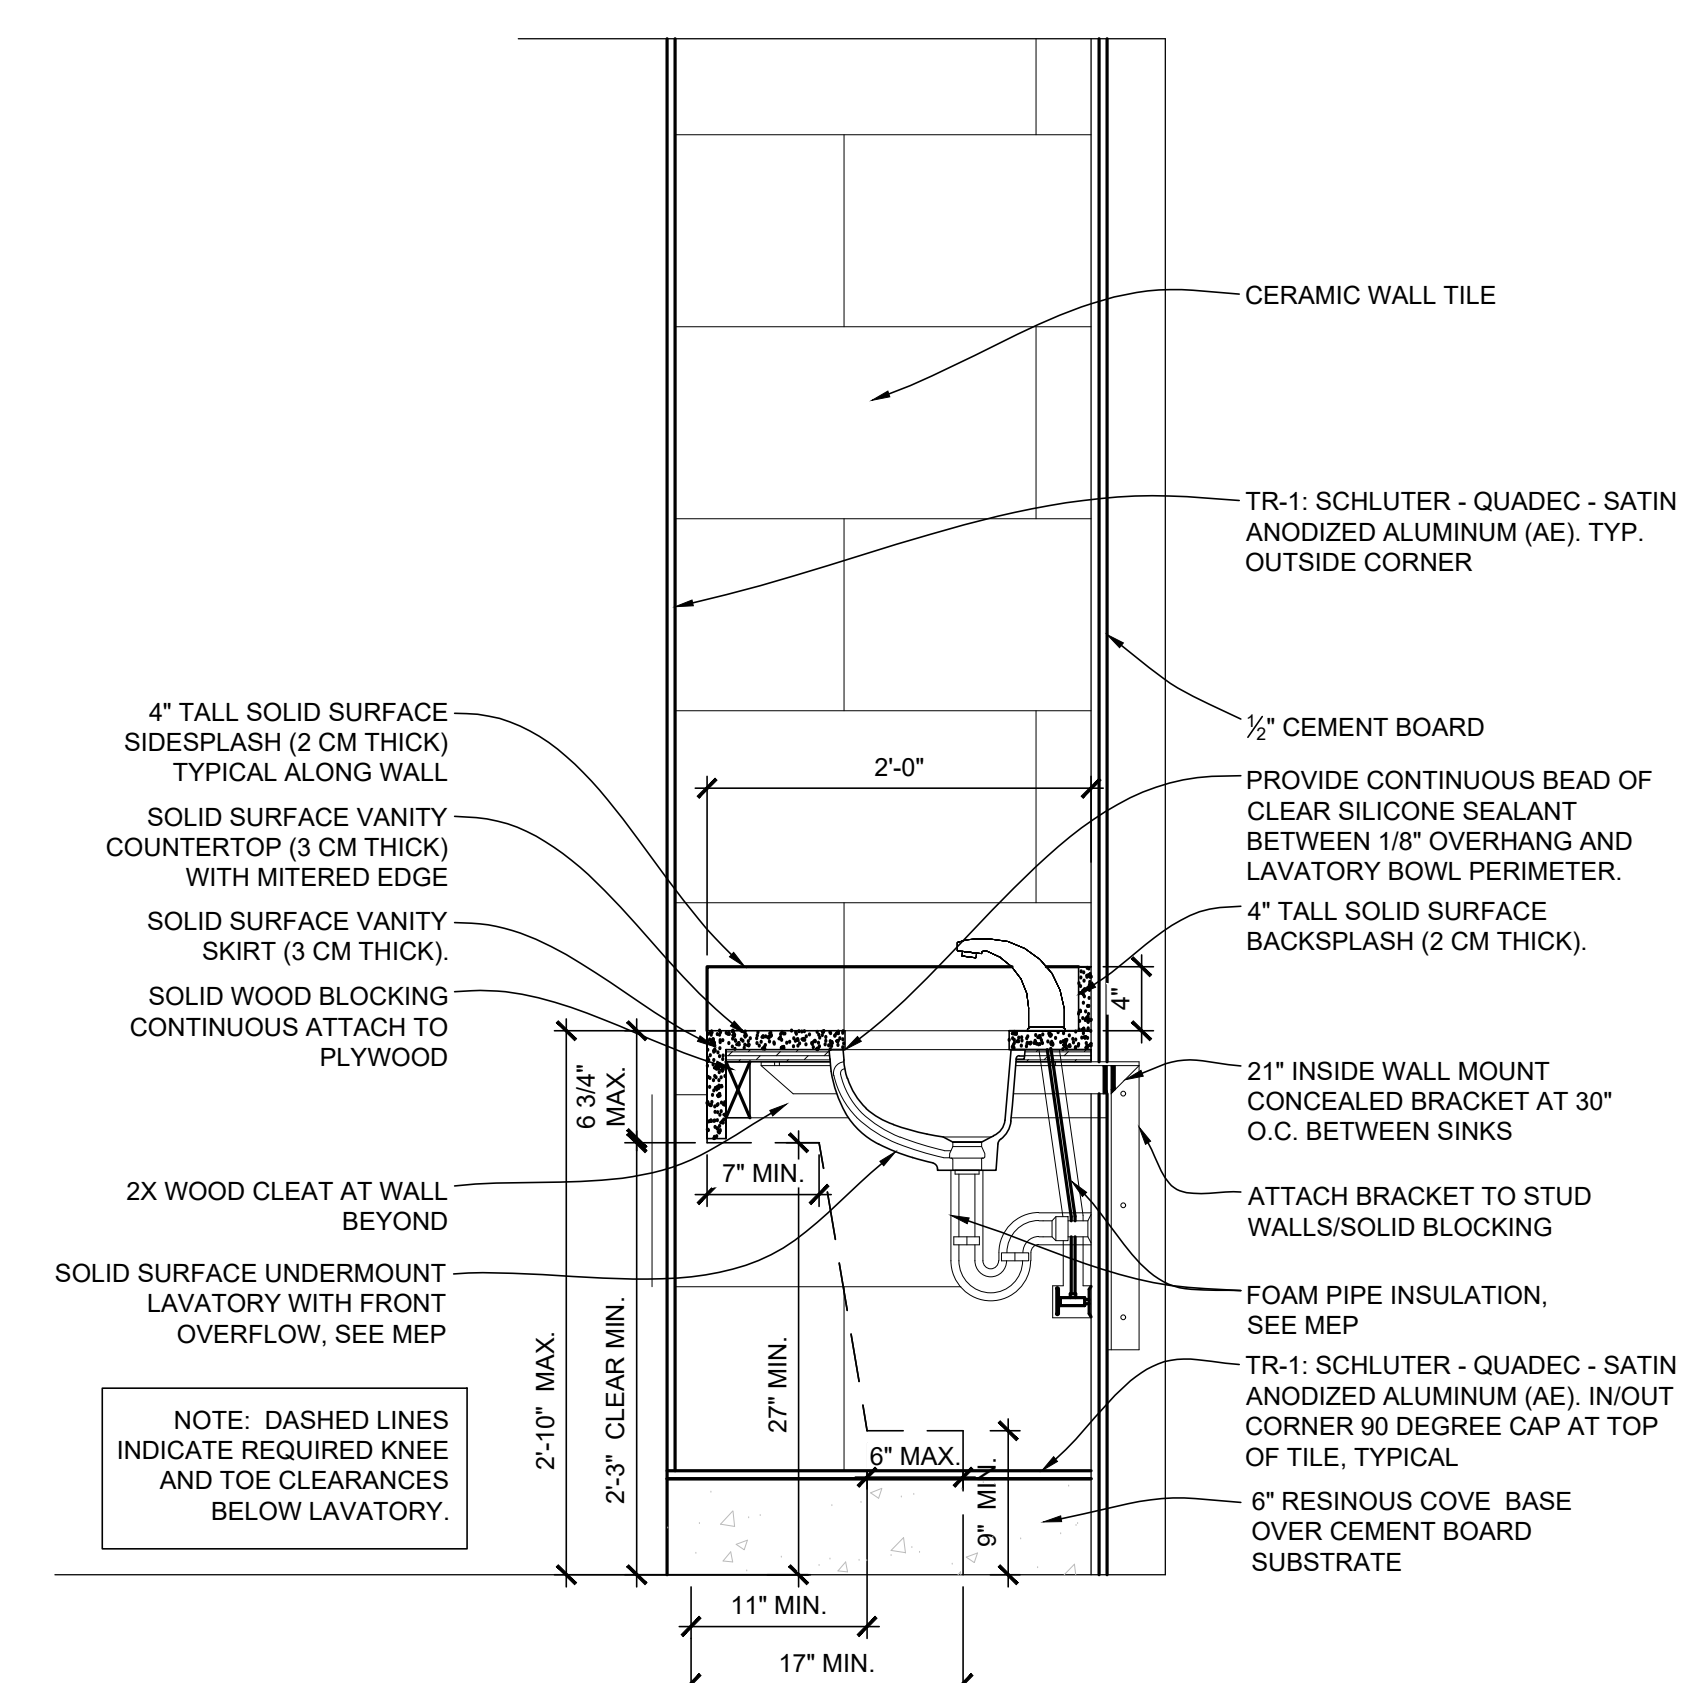 CERAMIC WALL TILE
TR-1: SCHLUTER - QUADEC - SATIN
ANODIZED ALUMINUM (AE). TYP.
OUTSIDE CORNER
4" TALL SOLID SURFACE
SIDESPLASH (2 CM THICK)
TYPICAL ALONG WALL
SOLID SURFACE VANITY
COUNTERTOP (3 CM THICK)
WITH MITERED EDGE
SOLID SURFACE VANITY
SKIRT (3 CM THICK).
SOLID WOOD BLOCKING
CONTINUOUS ATTACH TO
PLYWOOD
2X WOOD CLEAT AT WALL
BEYOND
SOLID SURFACE UNDERMOUNT
LAVATORY WITH FRONT
OVERFLOW, SEE MEP
NOTE: DASHED LINES
INDICATE REQUIRED KNEE
AND TOE CLEARANCES
BELOW LAVATORY.
2'-0"
4"
6 3/4"
MAX.
7" MIN.
2'-10" MAX.
2'-3" CLEAR MIN.
27" MIN.
6" MAX.
9" MIN.
11" MIN.
17" MIN.
½" CEMENT BOARD
PROVIDE CONTINUOUS BEAD OF
CLEAR SILICONE SEALANT
BETWEEN 1/8" OVERHANG AND
LAVATORY BOWL PERIMETER.
4" TALL SOLID SURFACE
BACKSPLASH (2 CM THICK).
21" INSIDE WALL MOUNT
CONCEALED BRACKET AT 30"
O.C. BETWEEN SINKS
ATTACH BRACKET TO STUD
WALLS/SOLID BLOCKING
FOAM PIPE INSULATION,
SEE MEP
TR-1: SCHLUTER - QUADEC - SATIN
ANODIZED ALUMINUM (AE). IN/OUT
CORNER 90 DEGREE CAP AT TOP
OF TILE, TYPICAL
6" RESINOUS COVE BASE
OVER CEMENT BOARD
SUBSTRATE